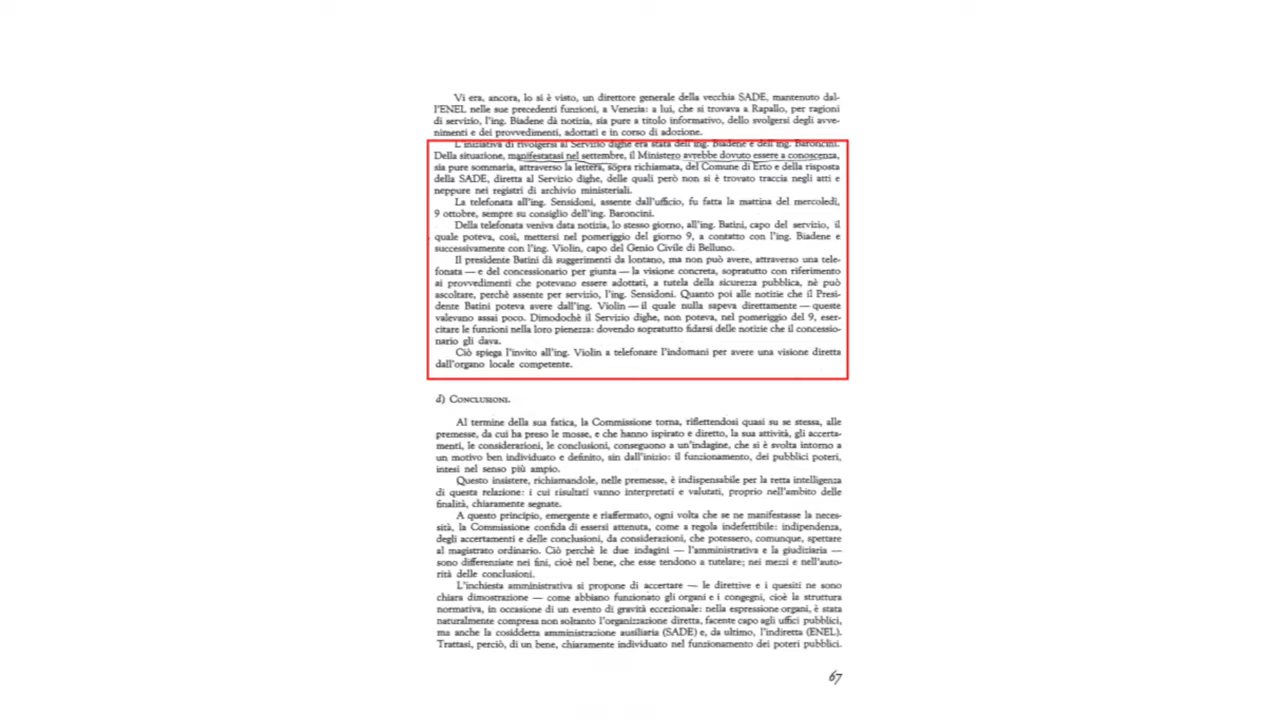 Vi era, ancora, lo si è visto, un direttore generale della vecchia SADE, mantenuto dal-
l'ENEL nelle sue precedenti funzioni, a Venezia: a lui, che si trovava a Rapallo, per ragioni
di servizio, l'ing. Biadene dà notizia, sia pure a titolo informativo, dello svolgersi degli avve-
nimenti e dei provvedimenti, adottati e in corso di adozione.
L'iniziativa di rivolgersi al Servizio dighe era stata dell'ing. Biadene e dell'ing. Baroncini.
Della situazione, manifestatasi nel settembre, il Ministero avrebbe dovuto essere a conoscenza,
sia pure sommaria, attraverso la lettera, sopra richiamata, del Comune di Erto e della risposta
della SADE, diretta al Servizio dighe, delle quali però non si è trovato traccia negli atti e
neppure nei registri di archivio ministeriali.
La telefonata all'ing. Sensidoni, assente dall'ufficio, fu fatta la mattina del mercoledì,
9 ottobre, sempre su consiglio dell'ing. Baroncini.
Della telefonata veniva data notizia, lo stesso giorno, all'ing. Batini, capo del servizio, il
quale poteva, così, mettersi nel pomeriggio del giorno 9, a contatto con l'ing. Biadene e
successivamente con l'ing. Violin, capo del Genio Civile di Belluno.
Il presidente Batini dà suggerimenti da lontano, ma non può avere, attraverso una tele-
fonata — e del concessionario per giunta — la visione concreta, sopratutto con riferimento
ai provvedimenti che potevano essere adottati, a tutela della sicurezza pubblica, nè può
ascoltare, perchè assente per servizio, l'ing. Sensidoni. Quanto poi alle notizie che il Presi-
dente Batini poteva avere dall'ing. Violin — il quale nulla sapeva direttamente — queste
valevano assai poco. Dimodochè il Servizio dighe, non poteva, nel pomeriggio del 9, eser-
citare le funzioni nella loro pienezza: dovendo sopratutto fidarsi delle notizie che il concessio-
nario gli dava.
Ciò spiega l'invito all'ing. Violin a telefonare l'indomani per avere una visione diretta
dall'organo locale competente.
d) CONCLUSIONI.
Al termine della sua fatica, la Commissione torna, riflettendosi quasi su se stessa, alle
premesse, da cui ha preso le mosse, e che hanno ispirato e diretto, la sua attività, gli accerta-
menti, le considerazioni, le conclusioni, conseguono a un'indagine, che si è svolta intorno a
un motivo ben individuato e definito, sin dall'inizio: il funzionamento, dei pubblici poteri,
intesi nel senso più ampio.
Questo insistere, richiamandole, nelle premesse, è indispensabile per la retta intelligenza
di questa relazione: i cui risultati vanno interpretati e valutati, proprio nell'ambito delle
finalità, chiaramente segnate.
A questo principio, emergente e riaffermato, ogni volta che se ne manifestasse la neces-
sità, la Commissione confida di essersi attenuta, come a regola indefettibile: indipendenza,
degli accertamenti e delle conclusioni, da considerazioni, che potessero, comunque, spettare
al magistrato ordinario. Ciò perchè le due indagini — l'amministrativa e la giudiziaria —
sono differenziate nei fini, cioè nel bene, che esse tendono a tutelare; nei mezzi e nell'auto-
rità delle conclusioni.
L'inchiesta amministrativa si propone di accertare — le direttive e i quesiti ne sono
chiara dimostrazione — come abbiano funzionato gli organi e i congegni, cioè la struttura
normativa, in occasione di un evento di gravità eccezionale: nella espressione organi, è stata
naturalmente compresa non soltanto l'organizzazione diretta, facente capo agli uffici pubblici,
ma anche la cosiddetta amministrazione ausiliaria (SADE) e, da ultimo, l'indiretta (ENEL).
Trattasi, perciò, di un bene, chiaramente individuato nel funzionamento dei poteri pubblici.
67